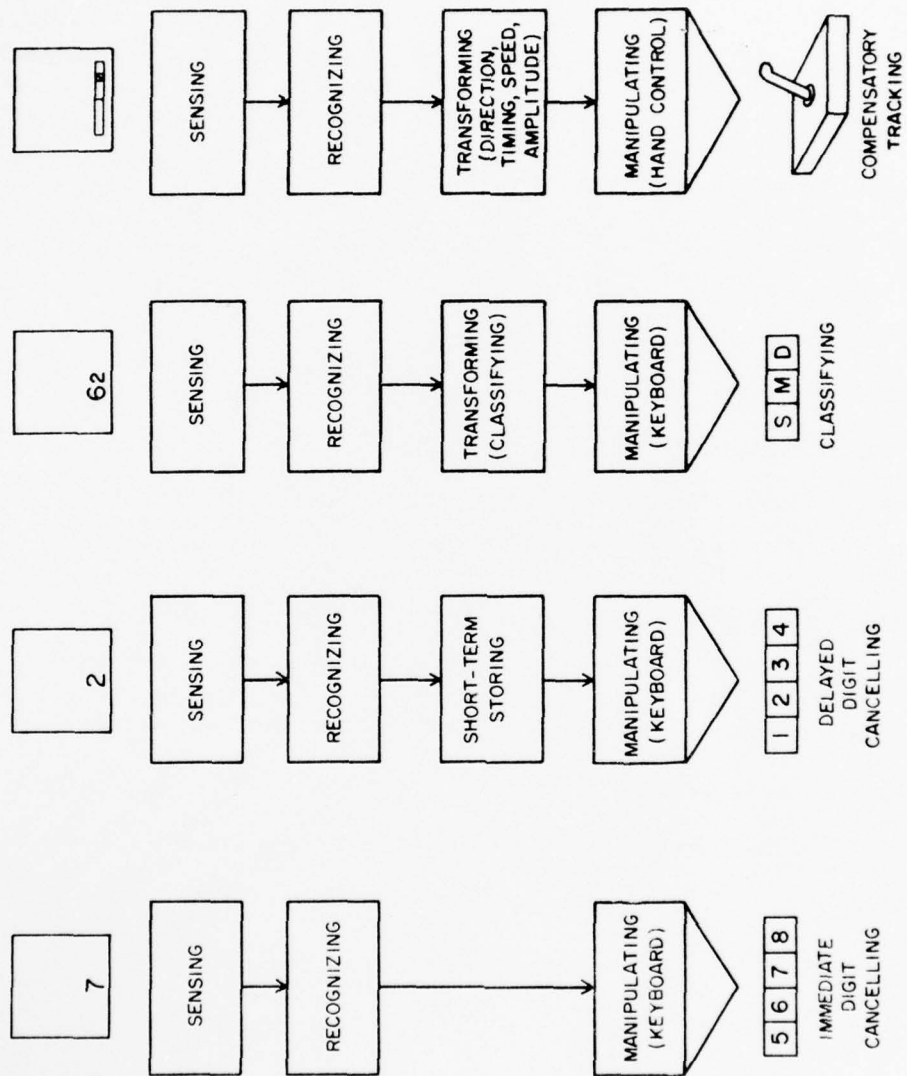 7
SENSING
RECOGNIZING
MANIPULATING
(KEYBOARD)
5 6 7 8
IMMEDIATE
DIGIT
CANCELLING
2
SENSING
RECOGNIZING
SHORT-TERM
STORING
MANIPULATING
(KEYBOARD)
1 2 3 4
DELAYED
DIGIT
CANCELLING
62
SENSING
RECOGNIZING
TRANSFORMING
(CLASSIFYING)
MANIPULATING
(KEYBOARD)
S M D
CLASSIFYING
SENSING
RECOGNIZING
TRANSFORMING
(DIRECTION,
TIMING, SPEED,
AMPLITUDE)
MANIPULATING
(HAND CONTROL)
COMPENSATORY
TRACKING